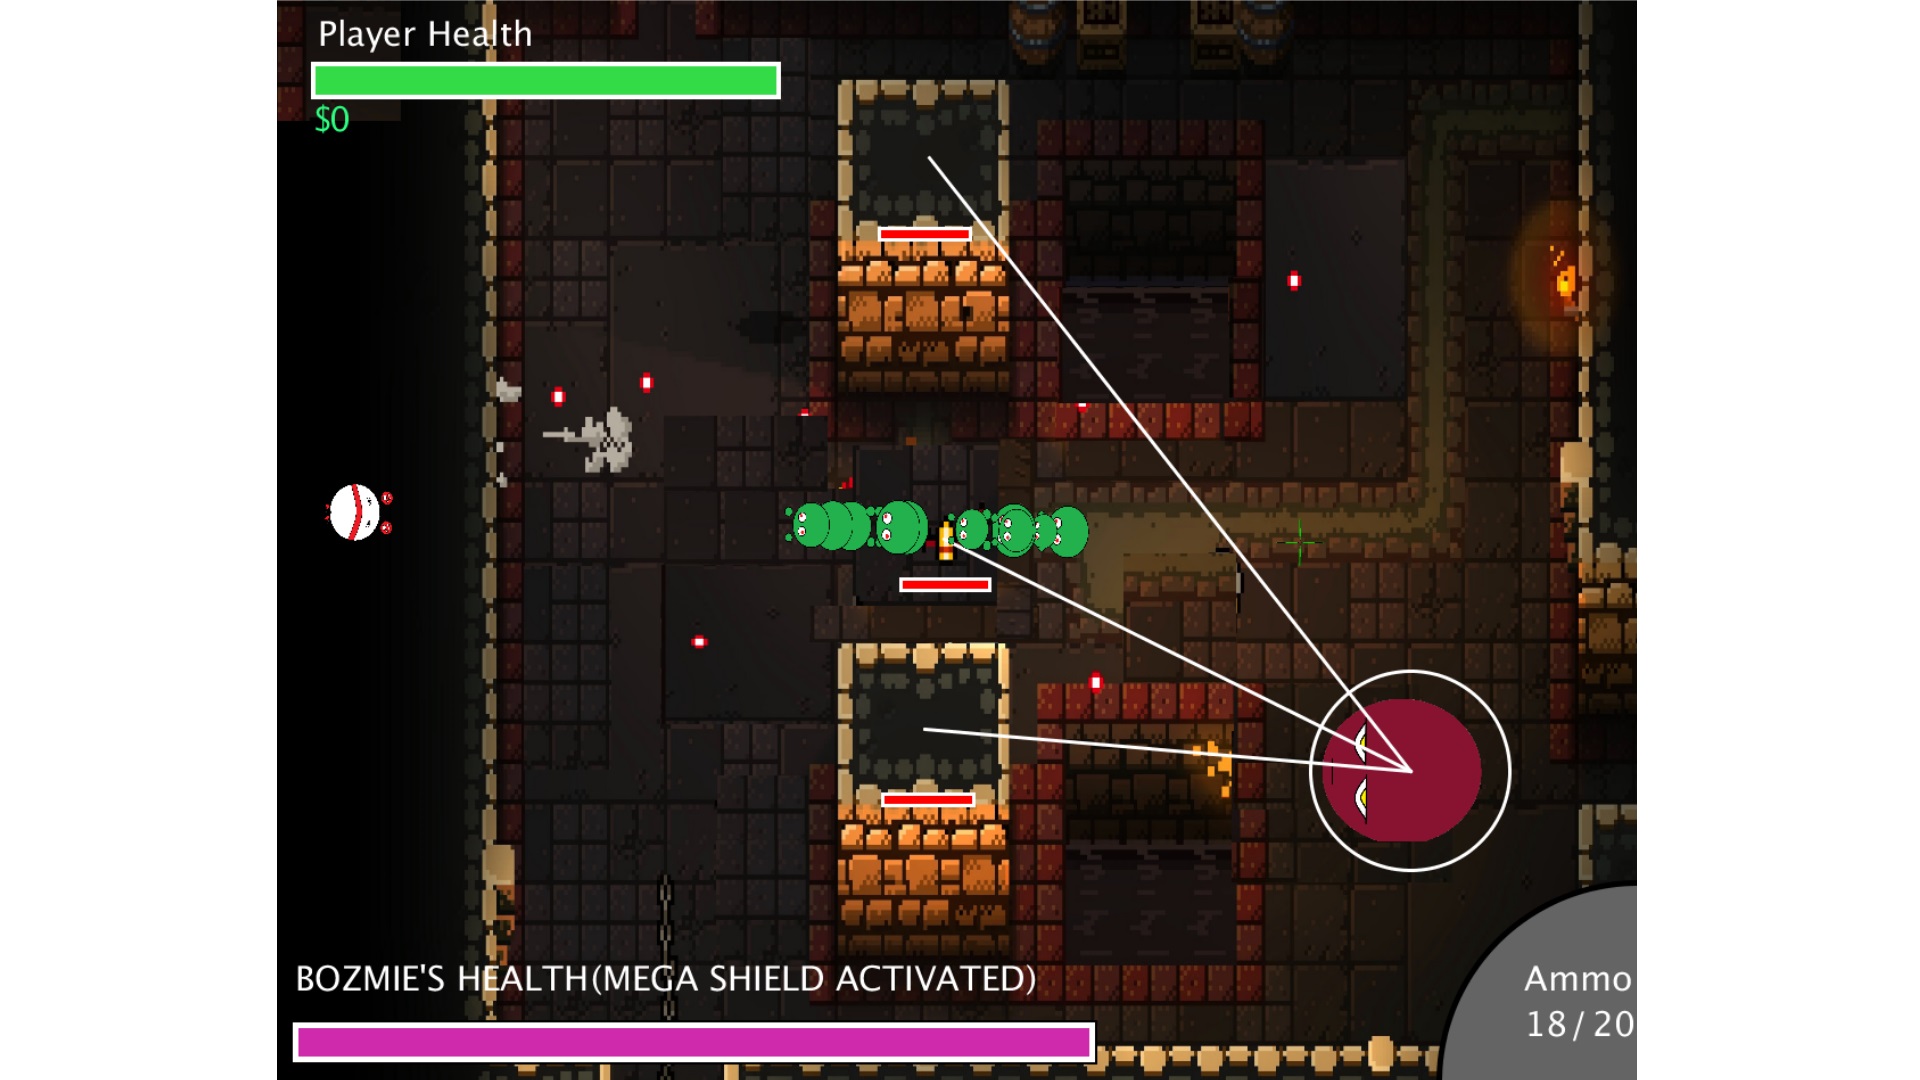 Player Health
$0
BOZMIE'S HEALTH(MEGA SHIELD ACTIVATED)
Ammo
18/20